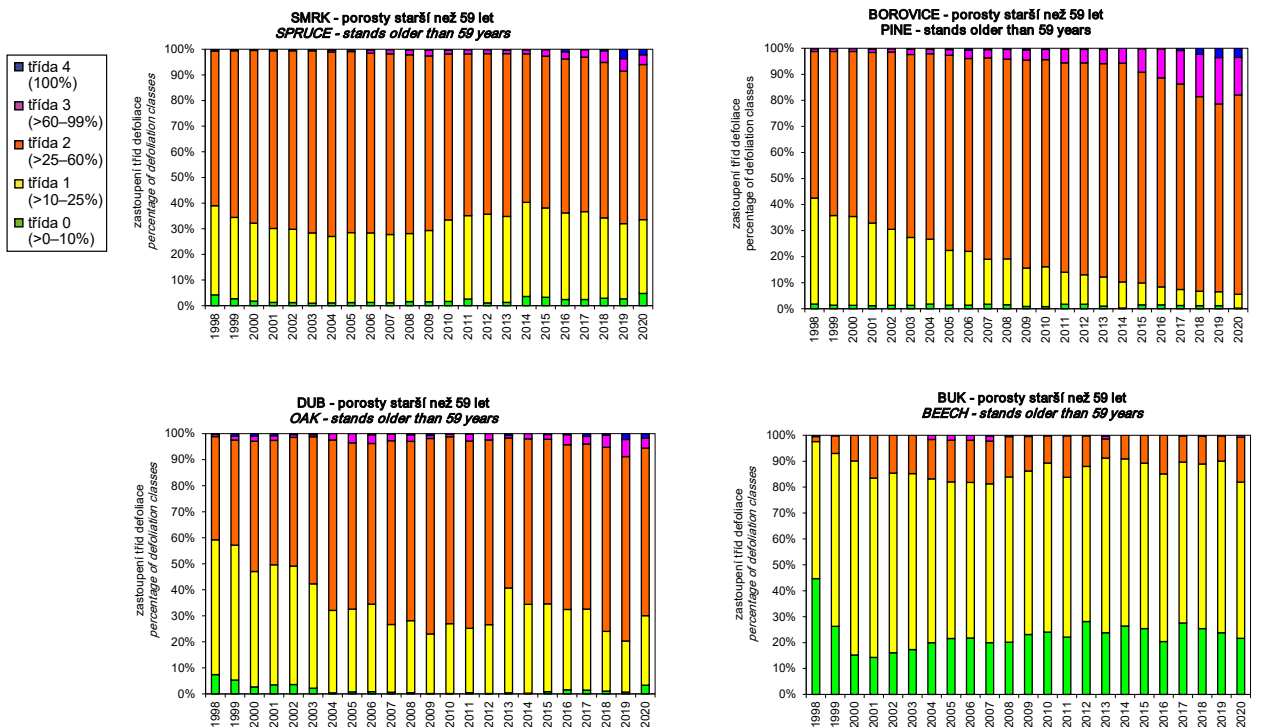 třída 4
(100%)
třída 3
(>60–99%)
třída 2
(>25–60%)
třída 1
(>10–25%)
třída 0
(>0–10%)
SMRK - porosty starší než 59 let
SPRUCE - stands older than 59 years
zastoupení tříd defoliace
percentage of defoliation classes
100%
90%
80%
70%
60%
50%
40%
30%
20%
10%
0%
1998 1999 2000 2001 2002 2003 2004 2005 2006 2007 2008 2009 2010 2011 2012 2013 2014 2015 2016 2017 2018 2019 2020
BOROVICE - porosty starší než 59 let
PINE - stands older than 59 years
zastoupení tříd defoliace
percentage of defoliation classes
100%
90%
80%
70%
60%
50%
40%
30%
20%
10%
0%
1998 1999 2000 2001 2002 2003 2004 2005 2006 2007 2008 2009 2010 2011 2012 2013 2014 2015 2016 2017 2018 2019 2020
DUB - porosty starší než 59 let
OAK - stands older than 59 years
zastoupení tříd defoliace
percentage of defoliation classes
100%
90%
80%
70%
60%
50%
40%
30%
20%
10%
0%
1998 1999 2000 2001 2002 2003 2004 2005 2006 2007 2008 2009 2010 2011 2012 2013 2014 2015 2016 2017 2018 2019 2020
BUK - porosty starší než 59 let
BEECH - stands older than 59 years
zastoupení tříd defoliace
percentage of defoliation classes
100%
90%
80%
70%
60%
50%
40%
30%
20%
10%
0%
1998 1999 2000 2001 2002 2003 2004 2005 2006 2007 2008 2009 2010 2011 2012 2013 2014 2015 2016 2017 2018 2019 2020